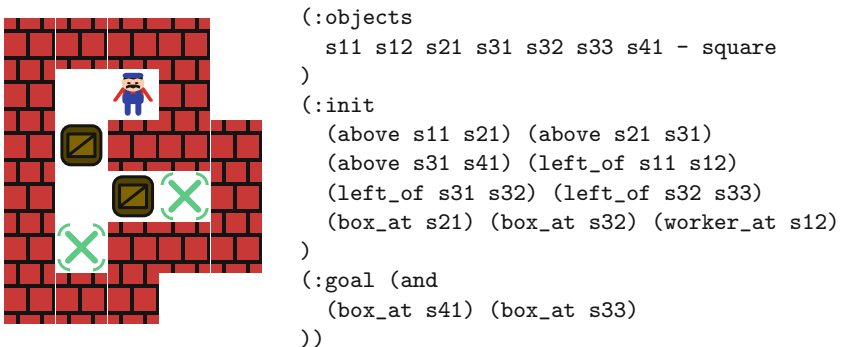 (:objects
s11 s12 s21 s31 s32 s33 s41 - square
)
(:init
(above s11 s21) (above s21 s31)
(above s31 s41) (left_of s11 s12)
(left_of s31 s32) (left_of s32 s33)
(box_at s21) (box_at s32) (worker_at s12)
)
(:goal (and
(box_at s41) (box_at s33)
))